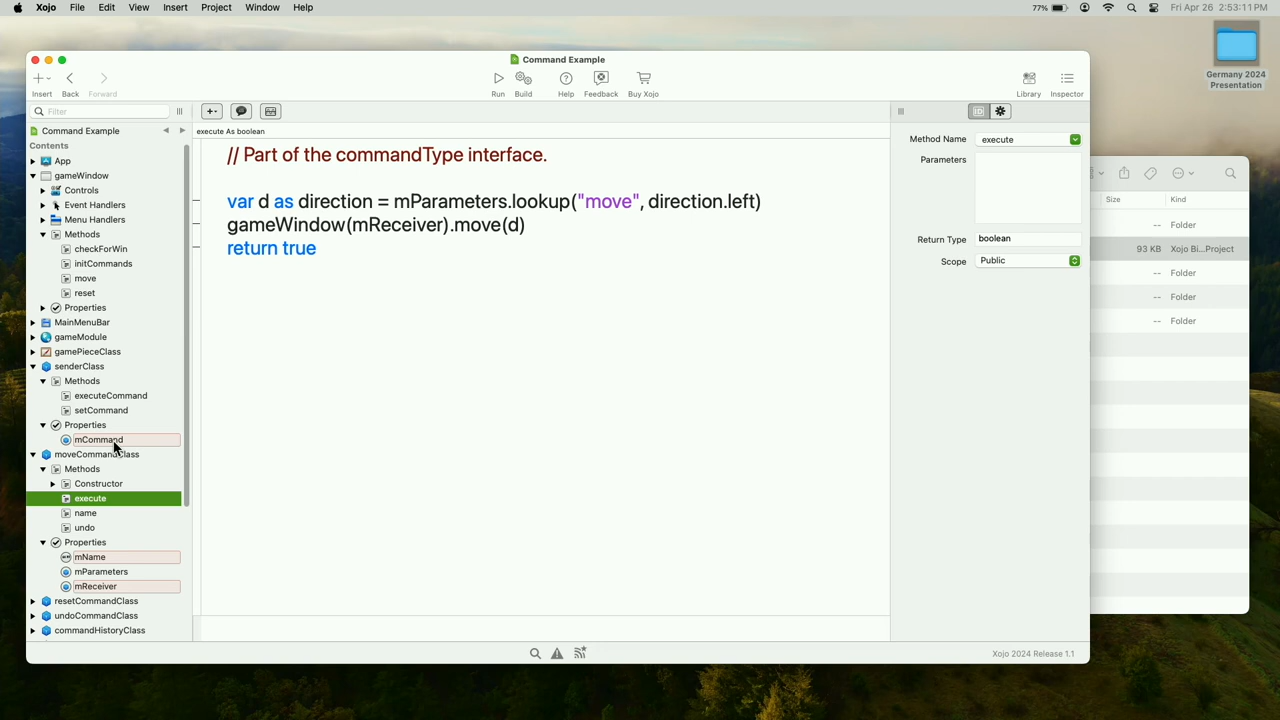 Xojo File Edit View Insert Project Window Help
77% Fri Apr 26 2:53:11 PM
Germany 2024
Presentation
Command Example
Insert Back Forward Run Build Help Feedback Buy Xojo Library Inspector
Filter
Command Example
Contents
App
gameWindow
Controls
Event Handlers
Menu Handlers
Methods
checkForWin
initCommands
move
reset
Properties
MainMenuBar
gameModule
gamePieceClass
senderClass
Methods
executeCommand
setCommand
Properties
mCommand
moveCommandClass
Methods
Constructor
execute
name
undo
Properties
mName
mParameters
mReceiver
resetCommandClass
undoCommandClass
commandHistoryClass
execute As boolean
// Part of the commandType interface.
var d as direction = mParameters.lookup("move", direction.left)
gameWindow(mReceiver).move(d)
return true
ID
Method Name execute
Parameters
Return Type boolean
Scope Public
Xojo 2024 Release 1.1
Size Kind
-- Folder
93 KB Xojo Bi...Project
-- Folder
-- Folder
-- Folder